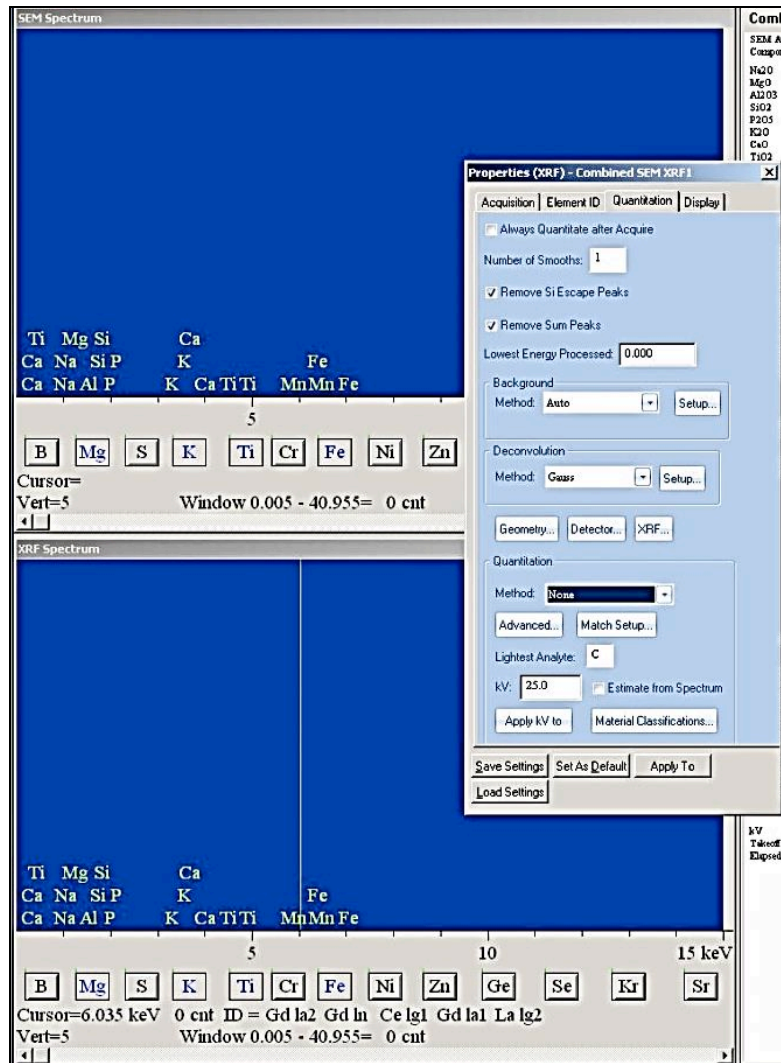 SEM Spectrum
Ti Mg Si Ca
Ca Na Si P K Fe
Ca Na Al P K Ca Ti Ti Mn Mn Fe
5
B Mg S K Ti Cr Fe Ni Zn
Cursor=
Vert=5 Window 0.005 - 40.955= 0 cnt
XRF Spectrum
Ti Mg Si Ca
Ca Na Si P K Fe
Ca Na Al P K Ca Ti Ti Mn Mn Fe
5 10 15 keV
B Mg S K Ti Cr Fe Ni Zn Ge Se Kr Sr
Cursor=6.035 keV 0 cnt ID = Gd la2 Gd ln Ce lg1 Gd la1 La lg2
Vert=5 Window 0.005 - 40.955= 0 cnt
Properties (XRF) - Combined SEM XRF1
Acquisition Element ID Quantitation Display
Always Quantitate after Acquire
Number of Smooths: 1
Remove Si Escape Peaks
Remove Sum Peaks
Lowest Energy Processed: 0.000
Background
Method: Auto Setup...
Deconvolution
Method: Gauss Setup...
Geometry... Detector... XRF...
Quantitation
Method: None
Advanced... Match Setup...
Lightest Analyte: C
kV: 25.0 Estimate from Spectrum
Apply kV to Material Classifications...
Save Settings Set As Default Apply To
Load Settings
Comb
SEM A
Compo
Na2O
MgO
Al2O3
SiO2
P2O5
K2O
CaO
TiO2
kV
Takeoff
Elapsed